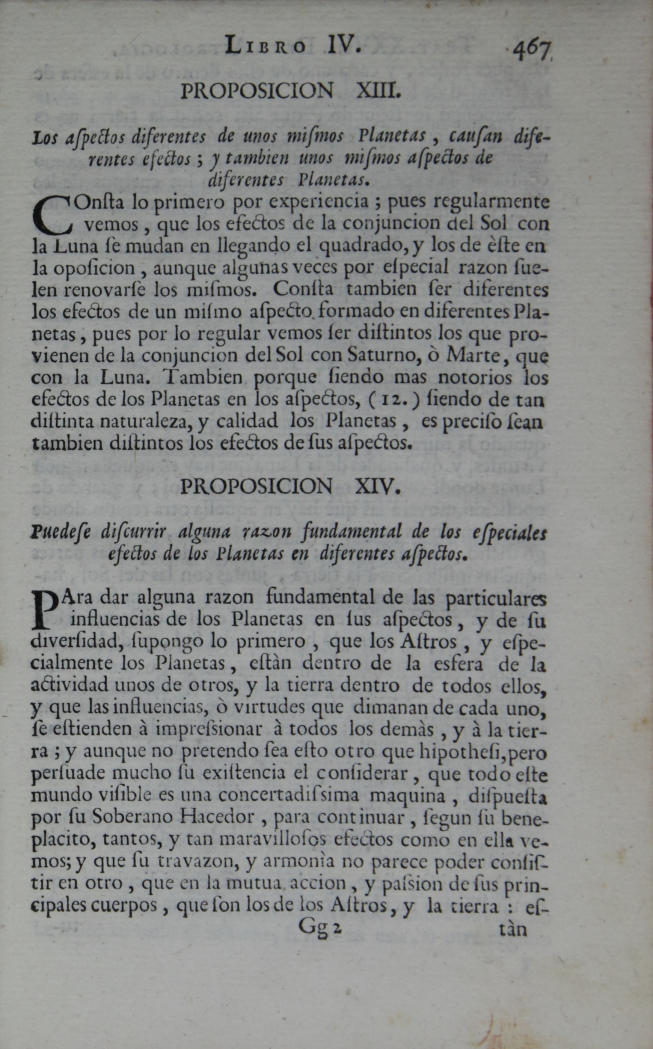 LIBRO IV. 467
PROPOSICION XIII.
Los aſpectos diferentes de unos miſmos Planetas, cauſan dife-
rentes efectos; y tambien unos miſmos aſpectos de
diferentes Planetas.
COnſta lo primero por experiencia; pues regularmente
vemos, que los efectos de la conjuncion del Sol con
la Luna ſe mudan en llegando el quadrado, y los de èſte en
la opoſicion, aunque algunas veces por eſpecial razon ſue-
len renovarſe los miſmos. Conſta tambien ſer diferentes
los efectos de un miſmo aſpecto formado en diferentes Pla-
netas, pues por lo regular vemos ſer diſtintos los que pro-
vienen de la conjuncion del Sol con Saturno, ò Marte, que
con la Luna. Tambien porque ſiendo mas notorios los
efectos de los Planetas en los aſpectos, (12.) ſiendo de tan
diſtinta naturaleza, y calidad los Planetas, es preciſo ſean
tambien diſtintos los efectos de ſus aſpectos.
PROPOSICION XIV.
Puedeſe diſcurrir alguna razon fundamental de los eſpeciales
efectos de los Planetas en diferentes aſpectos.
PAra dar alguna razon fundamental de las particulares
influencias de los Planetas en ſus aſpectos, y de ſu
diverſidad, ſupongo lo primero, que los Aſtros, y eſpe-
cialmente los Planetas, eſtàn dentro de la esfera de la
actividad unos de otros, y la tierra dentro de todos ellos,
y que las influencias, ò virtudes que dimanan de cada uno,
ſe eſtienden à impreſsionar à todos los demàs, y à la tier-
ra; y aunque no pretendo ſea eſto otro que hipotheſi, pero
perſuade mucho ſu exiſtencia el conſiderar, que todo eſte
mundo viſible es una concertadiſsima maquina, diſpueſta
por ſu Soberano Hacedor, para continuar, ſegun ſu bene-
placito, tantos, y tan maravilloſos efectos como en ella ve-
mos; y que ſu travazon, y armonìa no parece poder conſiſ-
tir en otro, que en la mutua accion, y paſsion de ſus prin-
cipales cuerpos, que ſon los de los Aſtros, y la tierra: eſ-
Gg 2 tàn